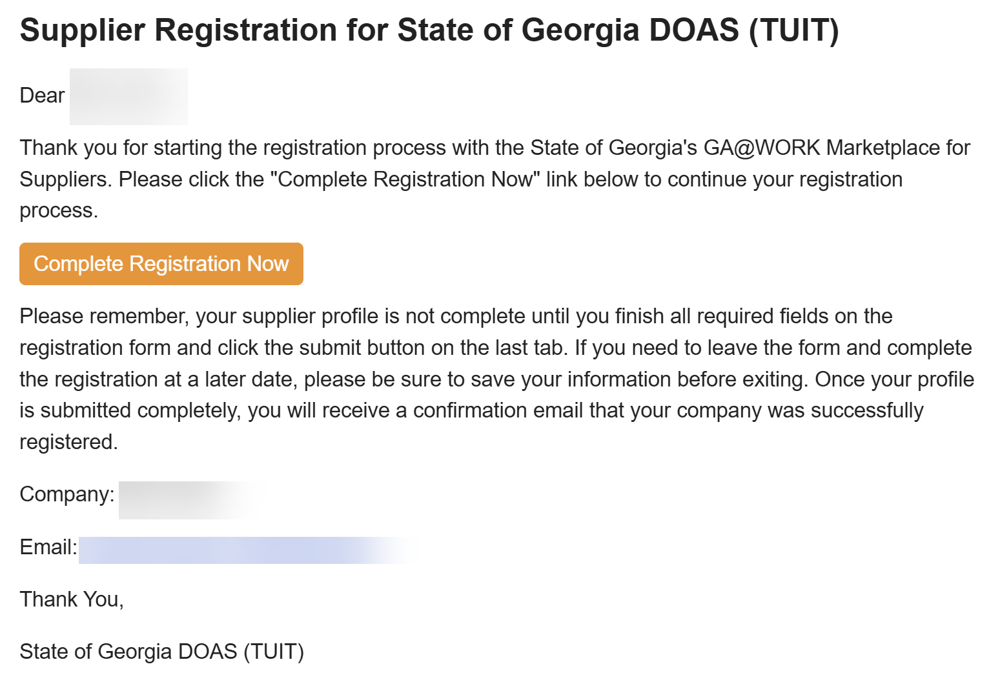 Supplier Registration for State of Georgia DOAS (TUIT)
Dear
Thank you for starting the registration process with the State of Georgia's GA@WORK Marketplace for
Suppliers. Please click the "Complete Registration Now" link below to continue your registration
process.
Complete Registration Now
Please remember, your supplier profile is not complete until you finish all required fields on the
registration form and click the submit button on the last tab. If you need to leave the form and complete
the registration at a later date, please be sure to save your information before exiting. Once your profile
is submitted completely, you will receive a confirmation email that your company was successfully
registered.
Company:
Email:
Thank You,
State of Georgia DOAS (TUIT)